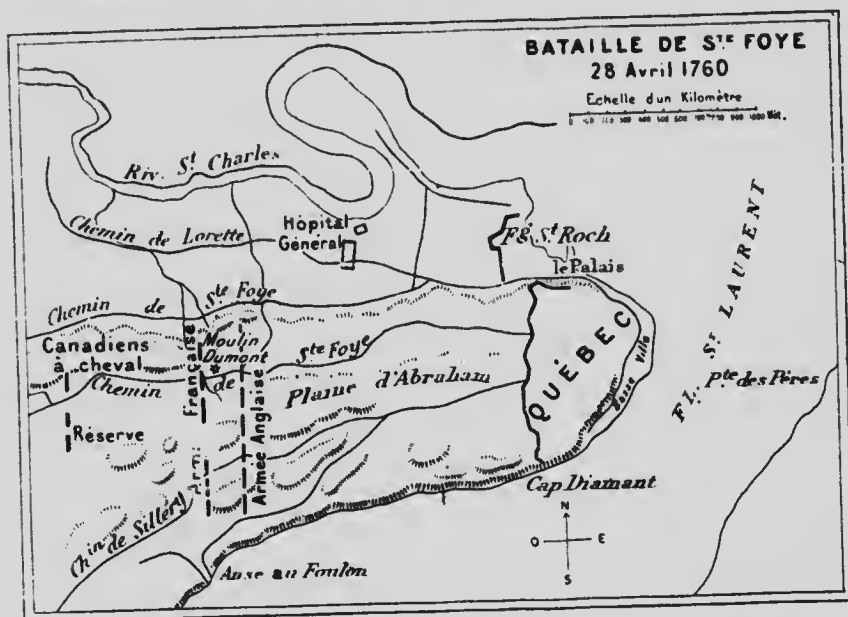 BATAILLE DE STE FOYE
28 Avril 1760
Echelle d'un Kilomètre
Riv. St Charles
Chemin de Lorette
Hôpital
Général
Fg St Roch
le Palais
Chemin de Ste Foye
Canadiens
à cheval
Moulin
Dumont
Chemin de Ste Foye
Plaine d'Abraham
QUÉBEC
Basse Ville
Fl. St LAURENT
Pte des Pères
Réserve
Armée Française
Armée Anglaise
Chin de Sillery
Cap Diamant
Anse au Foulon
N
O E
S